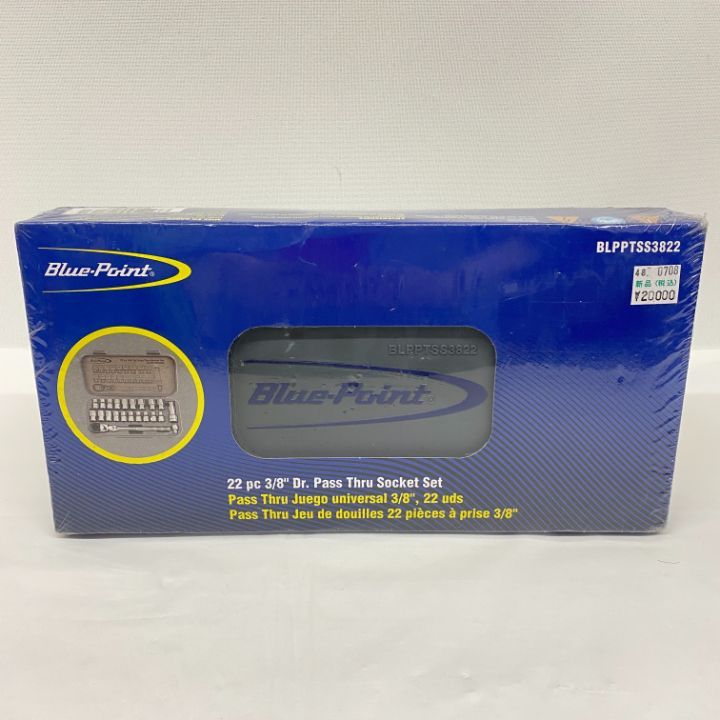 BLPPTSS3822
Blue-Point®
48 0708
新品(税込)
¥20000
BLPPTSS3822
Blue-Point
22 pc 3/8" Dr. Pass Thru Socket Set
Pass Thru Juego universal 3/8", 22 uds
Pass Thru Jeu de douilles 22 pièces à prise 3/8"